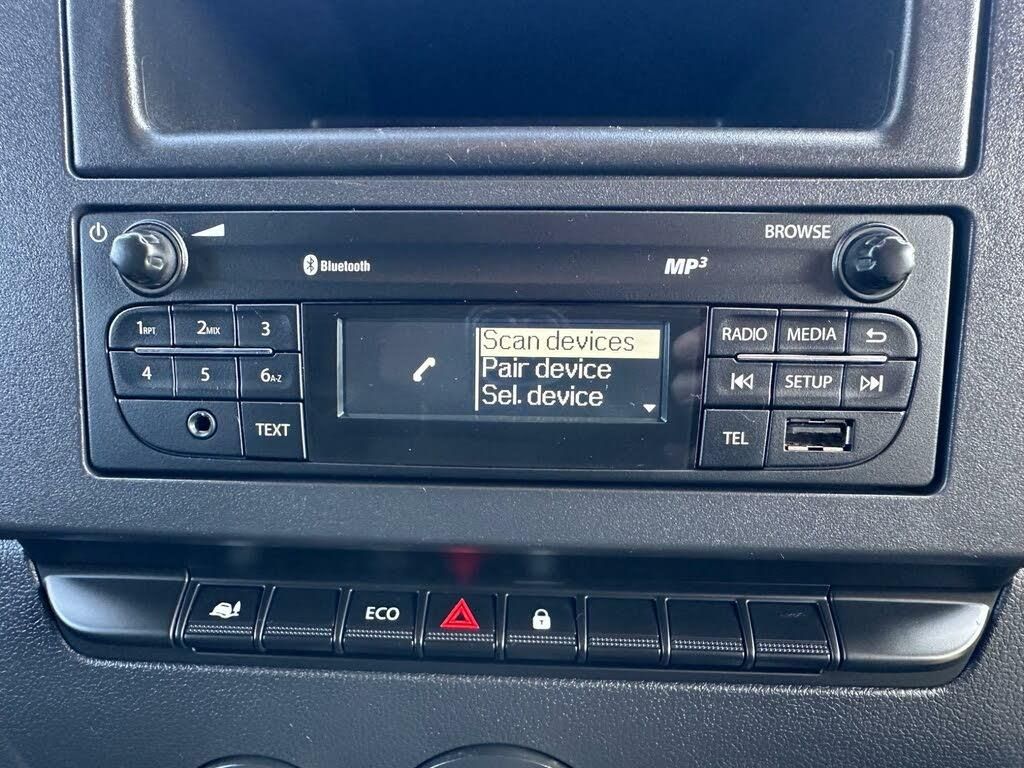 BROWSE
Bluetooth
MP3
1RPT 2MIX 3
4 5 6A-Z
TEXT
Scan devices
Pair device
Sel. device
RADIO MEDIA
SETUP
TEL
ECO